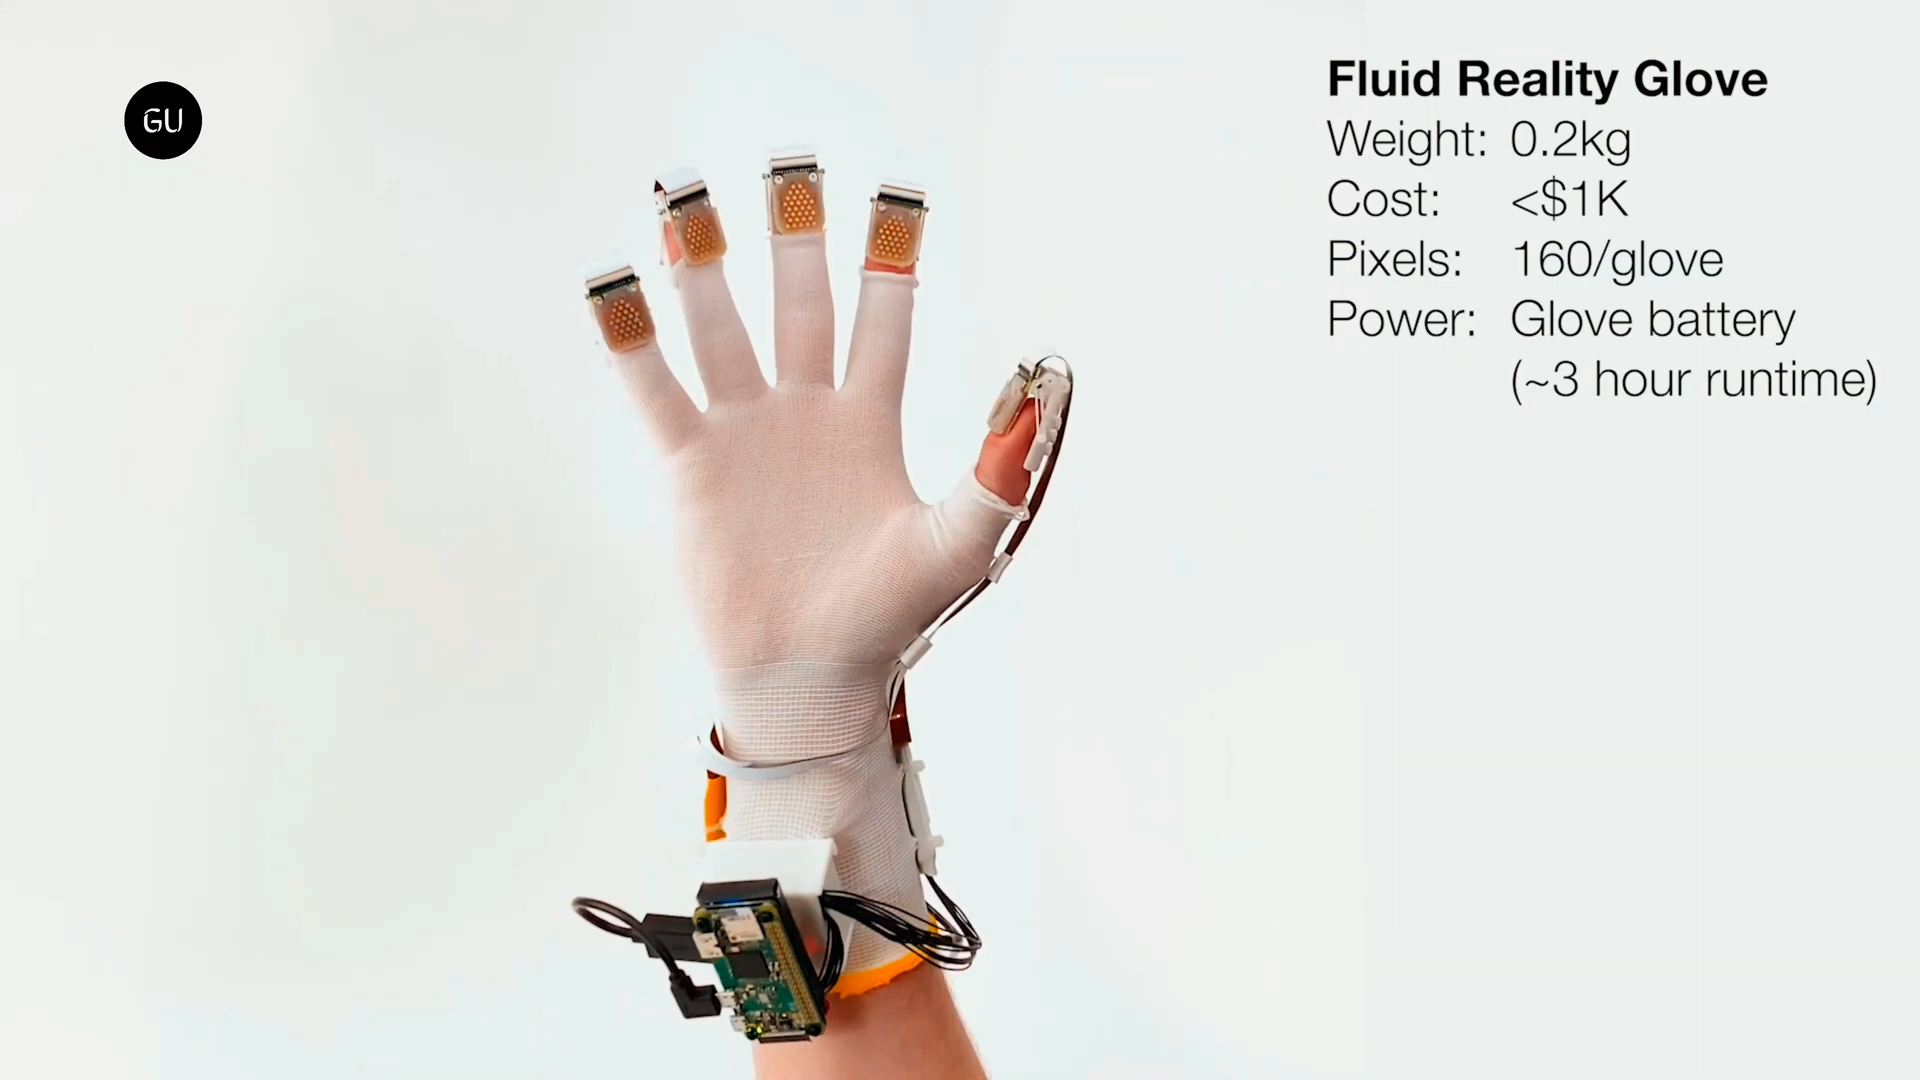 GU
Fluid Reality Glove
Weight: 0.2kg
Cost: <$1K
Pixels: 160/glove
Power: Glove battery
(~3 hour runtime)